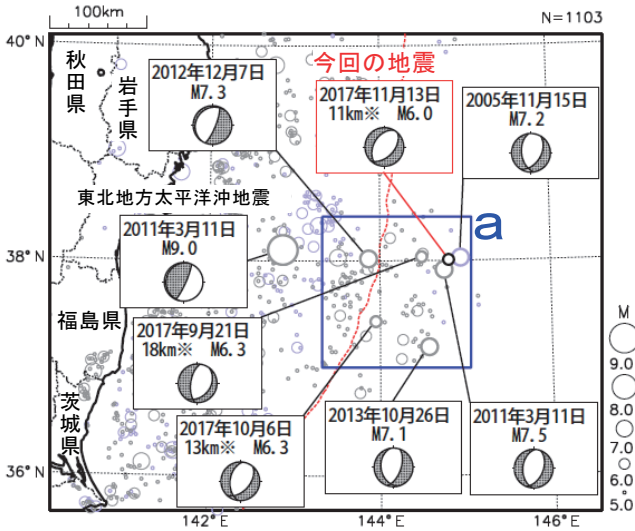 100km
N=1103
40°N
秋田県
岩手県
今回の地震
2012年12月7日
M7.3
2017年11月13日
11km※ M6.0
2005年11月15日
M7.2
東北地方太平洋沖地震
2011年3月11日
M9.0
a
38°N
福島県
2017年9月21日
18km※ M6.3
M
9.0
8.0
7.0
6.0
5.0
茨城県
2017年10月6日
13km※ M6.3
2013年10月26日
M7.1
2011年3月11日
M7.5
36°N
142°E
144°E
146°E